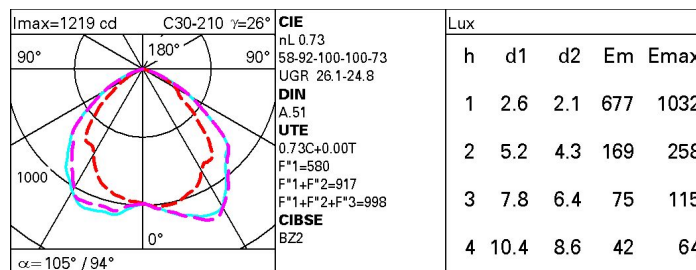 Imax=1219 cd C30-210 γ=26°
90° 180° 90°
1000
0°
α= 105° / 94°
CIE
nL 0.73
58-92-100-100-73
UGR 26.1-24.8
DIN
A.51
UTE
0.73C+0.00T
F"1=580
F"1+F"2=917
F"1+F"2+F"3=998
CIBSE
BZ2
Lux
h d1 d2 Em Emax
1 2.6 2.1 677 1032
2 5.2 4.3 169 258
3 7.8 6.4 75 115
4 10.4 8.6 42 64